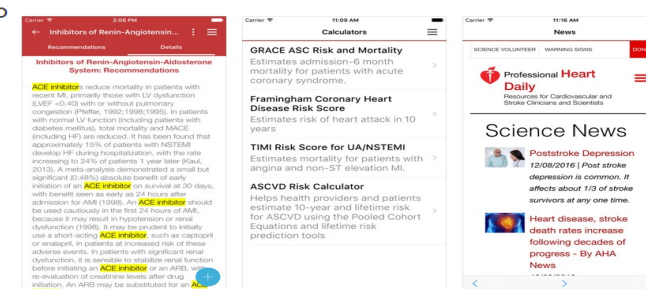 Carrier 2:06 PM
Inhibitors of Renin-Angiotensin...
Recommendations Details
Inhibitors of Renin-Angiotensin-Aldosterone
System: Recommendations
ACE inhibitors reduce mortality in patients with
recent MI, primarily those with LV dysfunction
(LVEF <0.40) with or without pulmonary
congestion (Pfeffer, 1992;1998;1995). In patients
with normal LV function (including patients with
diabetes mellitus), total mortality and MACE
(including HF) are reduced. It has been found that
approximately 15% of patients with NSTEMI
develop HF during hospitalization, with the rate
increasing to 24% of patients 1 year later (Kaul,
2013). A meta-analysis demonstrated a small but
significant (0.48%) absolute benefit of early
initiation of an ACE inhibitor on survival at 30 days,
with benefit seen as early as 24 hours after
admission for AMI (1998). An ACE inhibitor should
be used cautiously in the first 24 hours of AMI,
because it may result in hypotension or renal
dysfunction (1998). It may be prudent to initially
use a short-acting ACE inhibitor, such as captopril
or enalapril, in patients at increased risk of these
adverse events. In patients with significant renal
dysfunction, it is sensible to stabilize renal function
before initiating an ACE inhibitor or an ARB, with
re-evaluation of creatinine levels after drug
initiation. An ARB may be substituted for an
Carrier 11:09 AM
Calculators
GRACE ASC Risk and Mortality
Estimates admission-6 month
mortality for patients with acute
coronary syndrome.
Framingham Coronary Heart
Disease Risk Score
Estimates risk of heart attack in 10
years
TIMI Risk Score for UA/NSTEMI
Estimates mortality for patients with
angina and non-ST elevation MI.
ASCVD Risk Calculator
Helps health providers and patients
estimate 10-year and lifetime risk
for ASCVD using the Pooled Cohort
Equations and lifetime risk
prediction tools
Carrier 11:16 AM
News
SCIENCE VOLUNTEER WARNING SIGNS DON
Professional Heart
Daily
Resources for Cardiovascular and
Stroke Clinicians and Scientists
Science News
Poststroke Depression
12/08/2016 | Post stroke
depression is common. It
affects about 1/3 of stroke
survivors at any one time.
Heart disease, stroke
death rates increase
following decades of
progress - By AHA
News